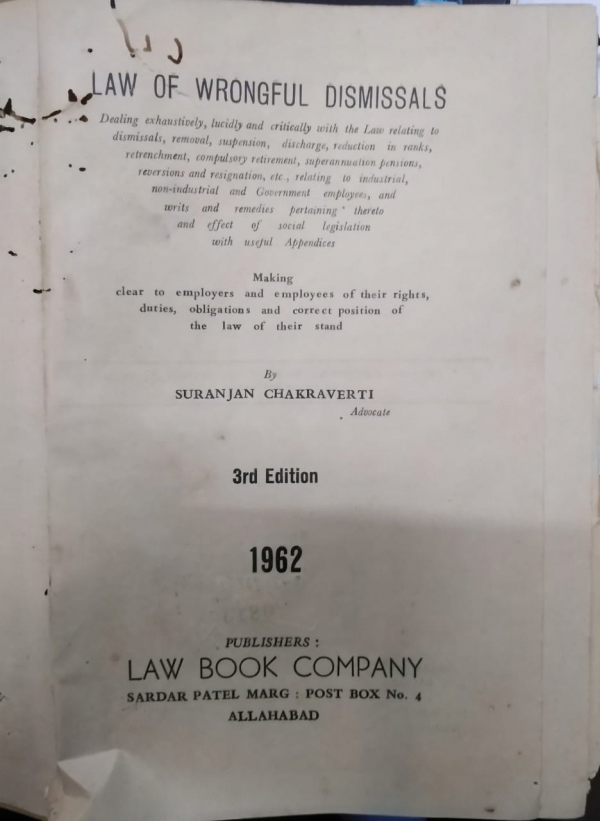 LAW OF WRONGFUL DISMISSALS
Dealing exhaustively, lucidly and critically with the Law relating to
dismissals, removal, suspension, discharge, reduction in ranks,
retrenchment, compulsory retirement, superannuation pensions,
reversions and resignation, etc., relating to industrial,
non-industrial and Government employees, and
writs and remedies pertaining thereto
and effect of social legislation
with useful Appendices
Making
clear to employers and employees of their rights,
duties, obligations and correct position of
the law of their stand
By
SURANJAN CHAKRAVERTI
Advocate
3rd Edition
1962
PUBLISHERS :
LAW BOOK COMPANY
SARDAR PATEL MARG : POST BOX No. 4
ALLAHABAD